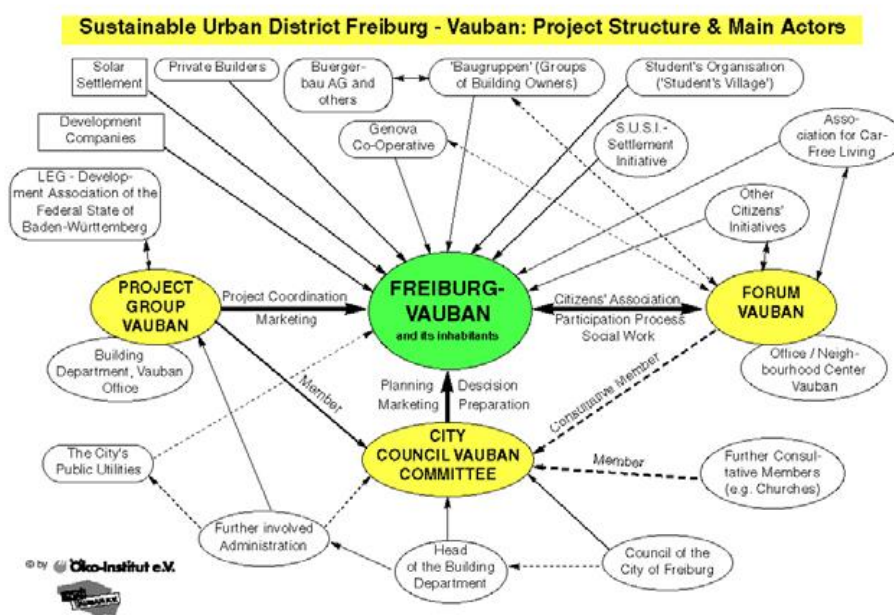 Sustainable Urban District Freiburg - Vauban: Project Structure & Main Actors
Solar
Settlement
Private Builders
Buerger-
bau AG and
others
'Baugruppen' (Groups
of Building Owners)
Student's Organisation
('Student's Village')
Development
Companies
Genova
Co-Operative
S.U.S.I.-
Settlement
Initiative
Asso-
ciation for Car-
Free Living
LEG - Develop-
ment Association of the
Federal State of
Baden-Württemberg
Other
Citizens'
Initiatives
PROJECT
GROUP
VAUBAN
Project Coordination
Marketing
FREIBURG-
VAUBAN
and its inhabitants
Citizens' Association
Participation Process
Social Work
FORUM
VAUBAN
Building
Department, Vauban
Office
Office / Neigh-
bourhood Center
Vauban
Member
Planning
Marketing
Descision
Preparation
Consultative Member
The City's
Public Utilities
CITY
COUNCIL VAUBAN
COMMITTEE
Member
Further Consul-
tative Members
(e.g. Churches)
Further involved
Administration
Head
of the Building
Department
Council of the
City of Freiburg
© by Öko-Institut e.V.